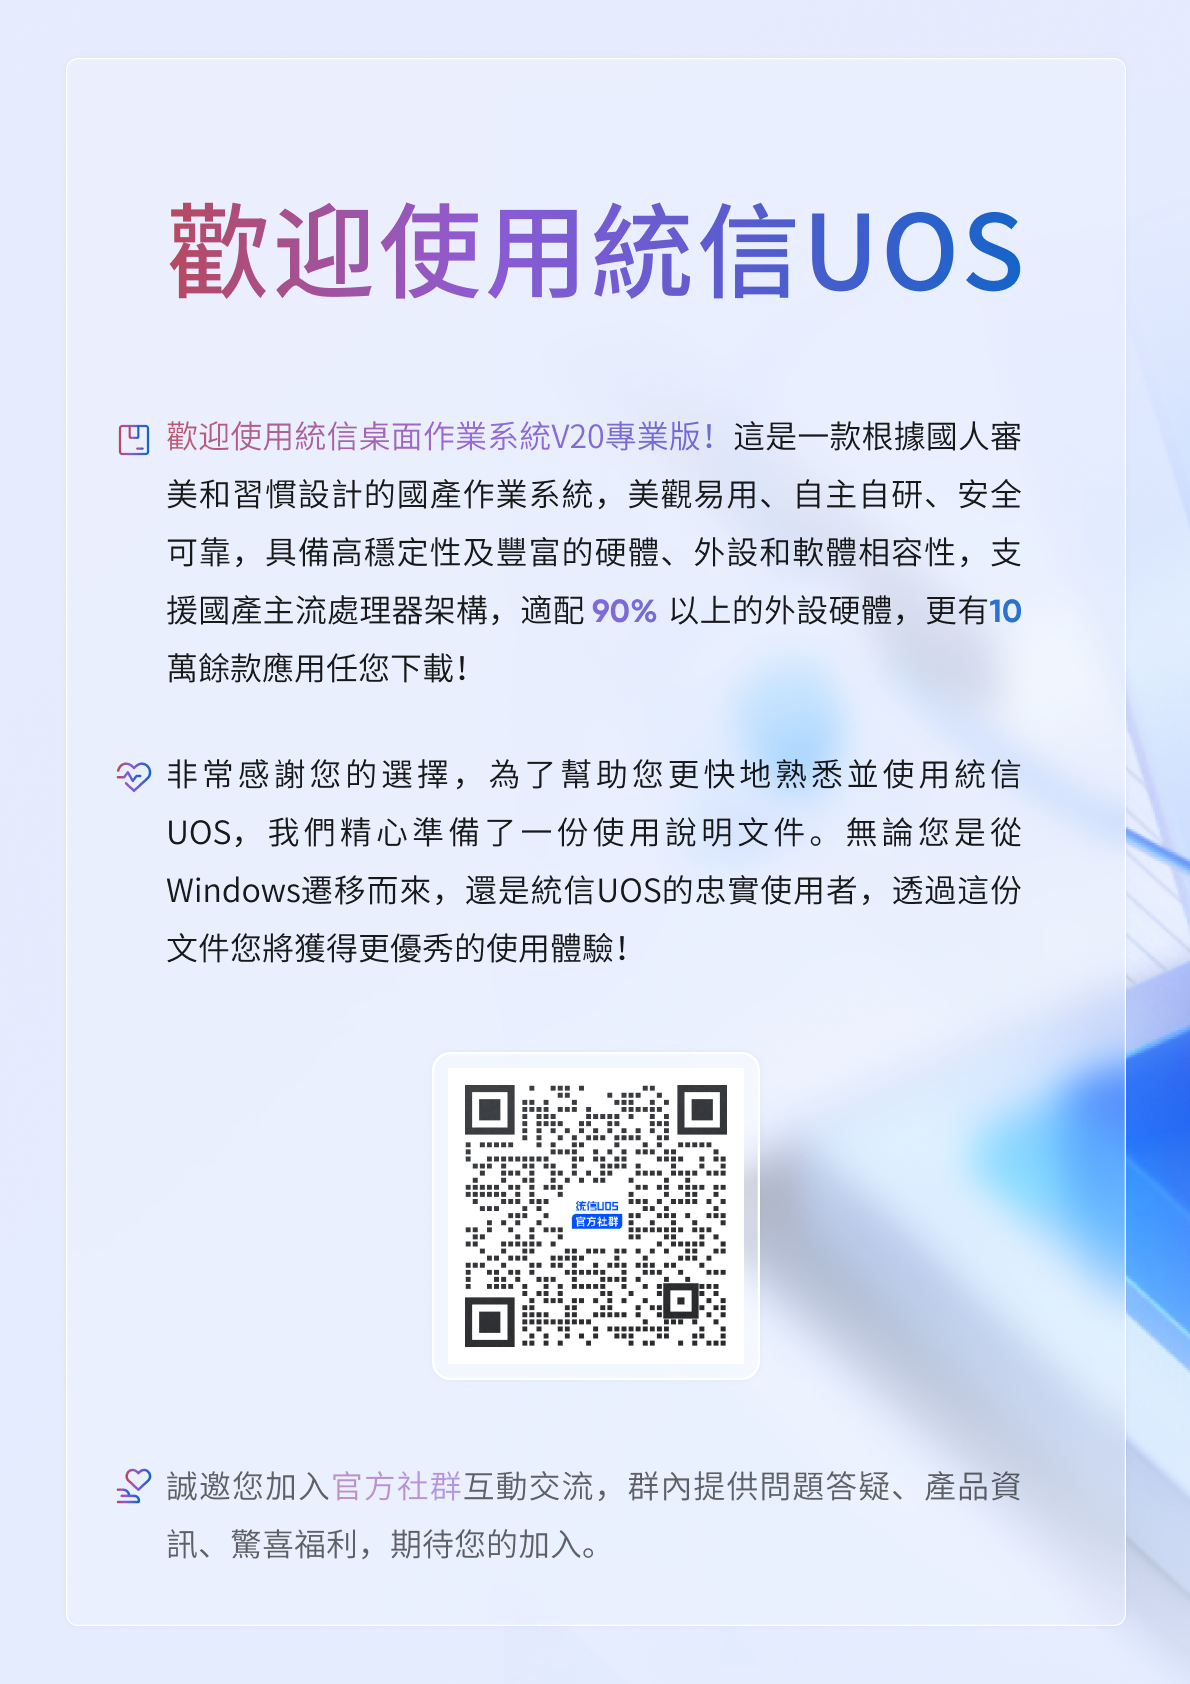 歡迎使用統信UOS
歡迎使用統信桌面作業系統V20專業版！這是一款根據國人審
美和習慣設計的國產作業系統，美觀易用、自主自研、安全
可靠，具備高穩定性及豐富的硬體、外設和軟體相容性，支
援國產主流處理器架構，適配 90% 以上的外設硬體，更有10
萬餘款應用任您下載！
非常感謝您的選擇，為了幫助您更快地熟悉並使用統信
UOS，我們精心準備了一份使用說明文件。無論您是從
Windows遷移而來，還是統信UOS的忠實使用者，透過這份
文件您將獲得更優秀的使用體驗！
统信UOS
官方社群
誠邀您加入官方社群互動交流，群內提供問題答疑、產品資
訊、驚喜福利，期待您的加入。